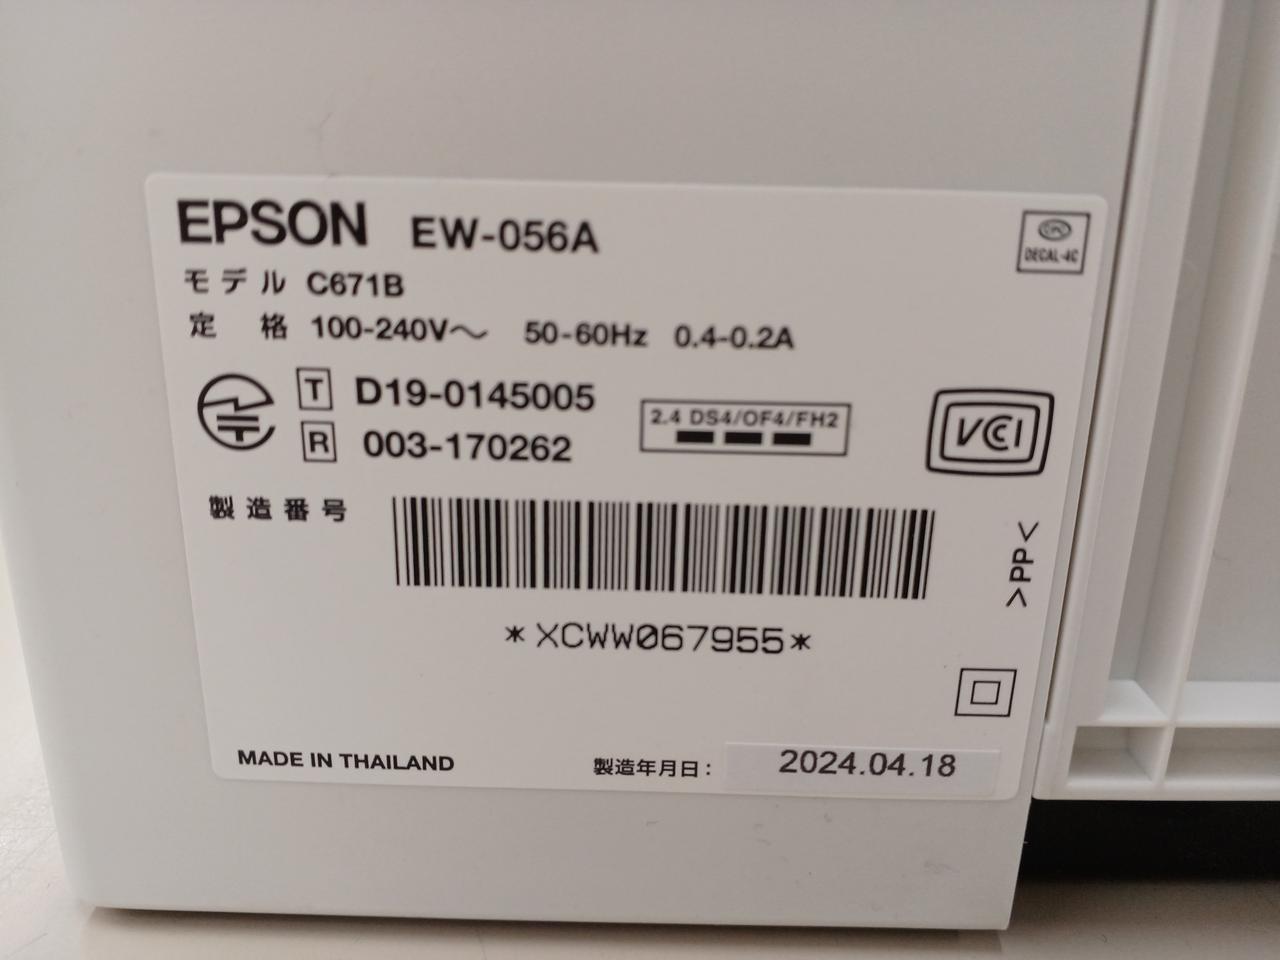 EPSON EW-056A
DECAL-4C
モデル C671B
定 格 100-240V～ 50-60Hz 0.4-0.2A
T D19-0145005
R 003-170262
2.4 DS4/OF4/FH2
VCCI
製造番号
*XCWW067955*
>PP<
MADE IN THAILAND
製造年月日: 2024.04.18